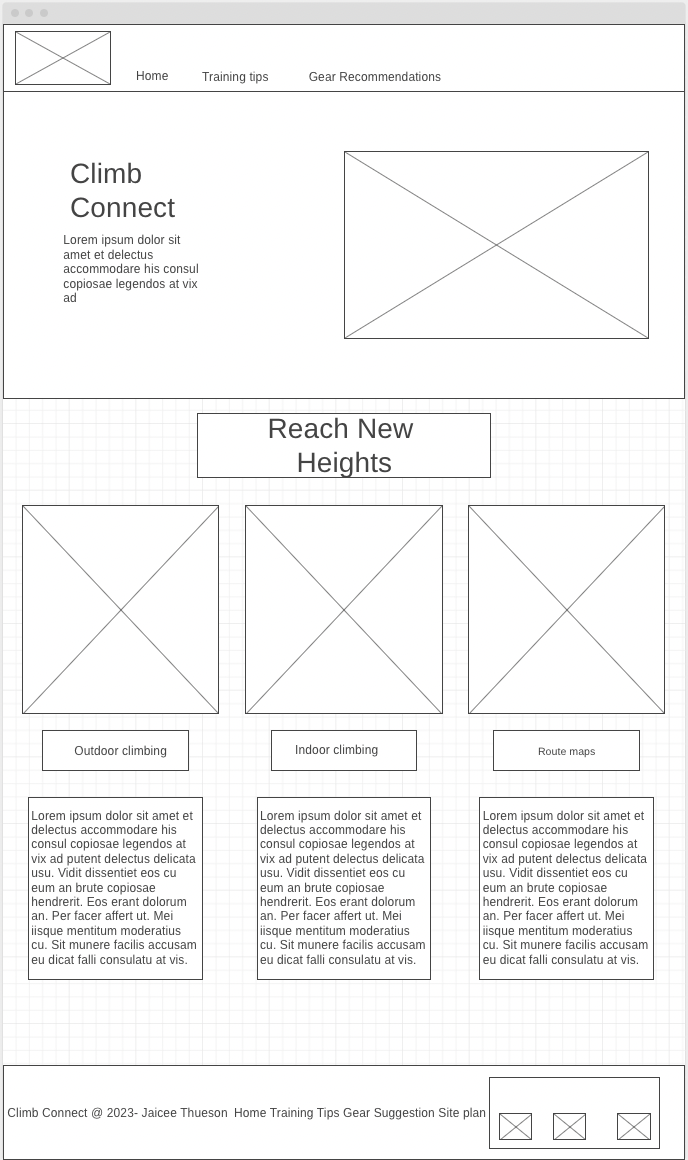 Home
Training tips
Gear Recommendations
Climb
Connect
Lorem ipsum dolor sit
amet et delectus
accommodare his consul
copiosae legendos at vix
ad
Reach New
Heights
Outdoor climbing
Indoor climbing
Route maps
Lorem ipsum dolor sit amet et
delectus accommodare his
consul copiosae legendos at
vix ad putent delectus delicata
usu. Vidit dissentiet eos cu
eum an brute copiosae
hendrerit. Eos erant dolorum
an. Per facer affert ut. Mei
iisque mentitum moderatius
cu. Sit munere facilis accusam
eu dicat falli consulatu at vis.
Lorem ipsum dolor sit amet et
delectus accommodare his
consul copiosae legendos at
vix ad putent delectus delicata
usu. Vidit dissentiet eos cu
eum an brute copiosae
hendrerit. Eos erant dolorum
an. Per facer affert ut. Mei
iisque mentitum moderatius
cu. Sit munere facilis accusam
eu dicat falli consulatu at vis.
Lorem ipsum dolor sit amet et
delectus accommodare his
consul copiosae legendos at
vix ad putent delectus delicata
usu. Vidit dissentiet eos cu
eum an brute copiosae
hendrerit. Eos erant dolorum
an. Per facer affert ut. Mei
iisque mentitum moderatius
cu. Sit munere facilis accusam
eu dicat falli consulatu at vis.
Climb Connect @ 2023- Jaicee Thueson  Home Training Tips Gear Suggestion Site plan